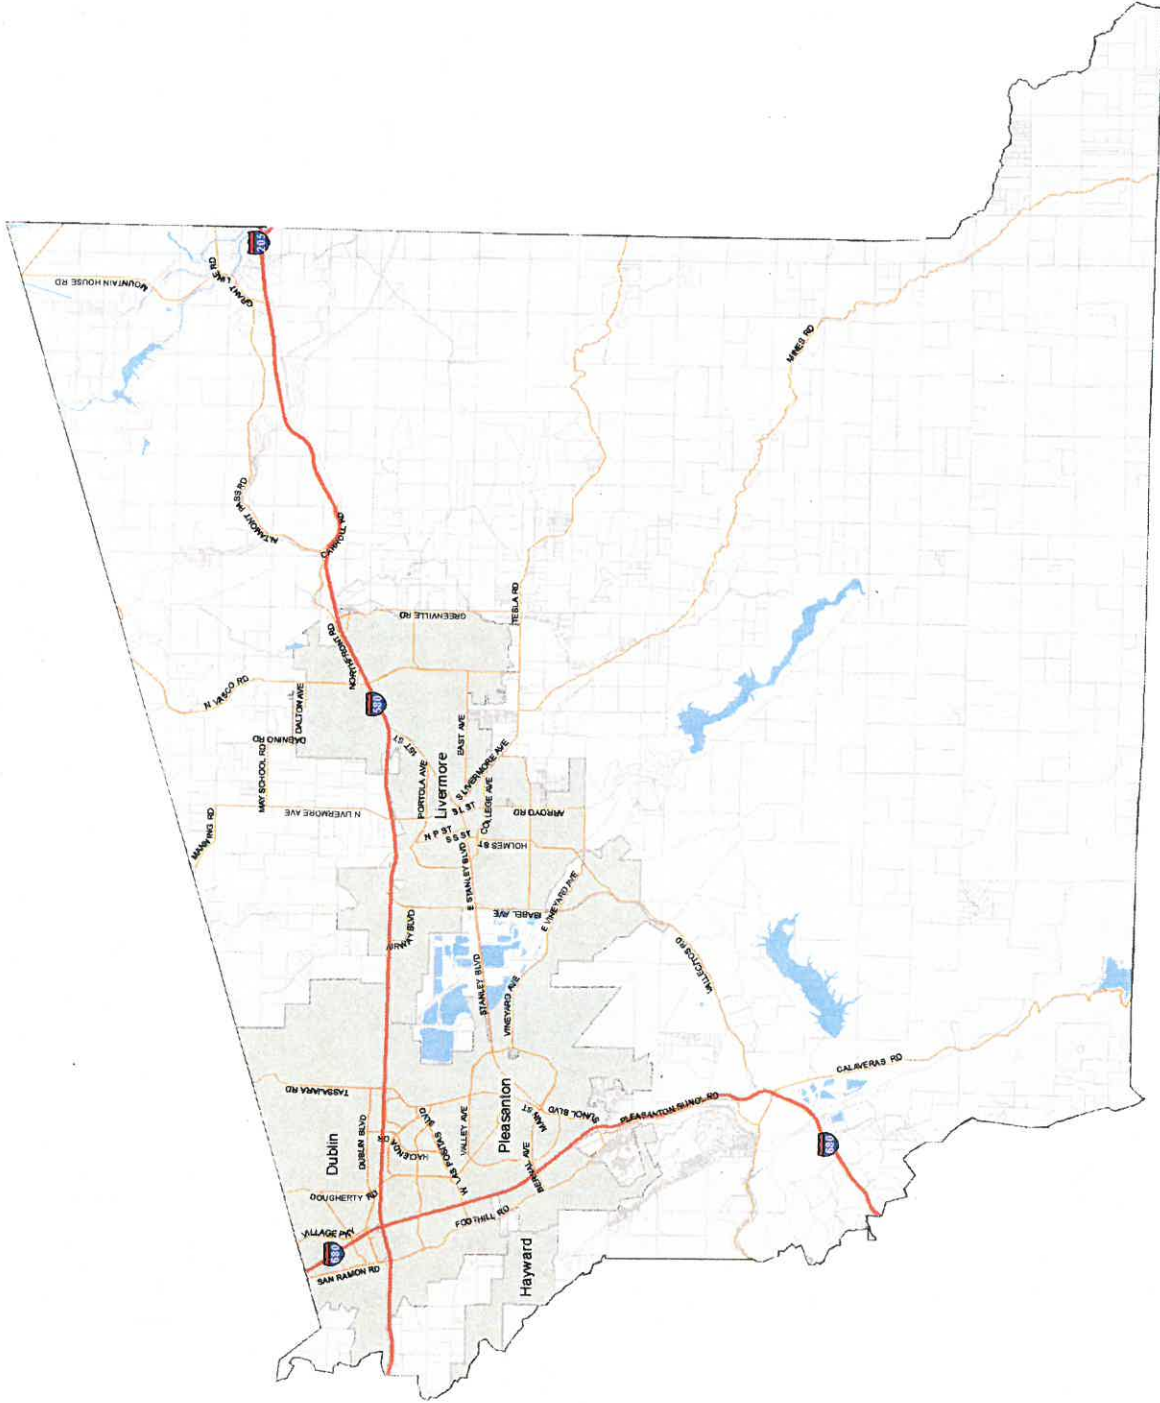 MOUNTAIN HOUSE RD
GRANT LINE RD
205
ALTAMONT PASS RD
CARROLL RD
GREENVILLE RD
TESLA RD
MINES RD
NORTHFRONT RD
N VASCO RD
DALTON AVE
580
DAGNINO RD
MAY SCHOOL RD
1ST ST
EAST AVE
S LIVERMORE AVE
PORTOLA AVE
Livermore
N LIVERMORE AVE
S L ST
COLLEGE AVE
ARROYO RD
MANNING RD
N P ST
S S ST
HOLMES ST
E STANLEY BLVD
ISABEL AVE
E VINEYARD AVE
AIRWAY BLVD
STANLEY BLVD
VINEYARD AVE
VALLECITOS RD
CALAVERAS RD
TASSAJARA RD
Pleasanton
MAIN ST
SUNOL BLVD
PLEASANTON SUNOL RD
Dublin
DUBLIN BLVD
HACIENDA DR
W LAS POSITAS BLVD
VALLEY AVE
BERNAL AVE
680
DOUGHERTY RD
VILLAGE PKY
FOOTHILL RD
680
SAN RAMON RD
Hayward